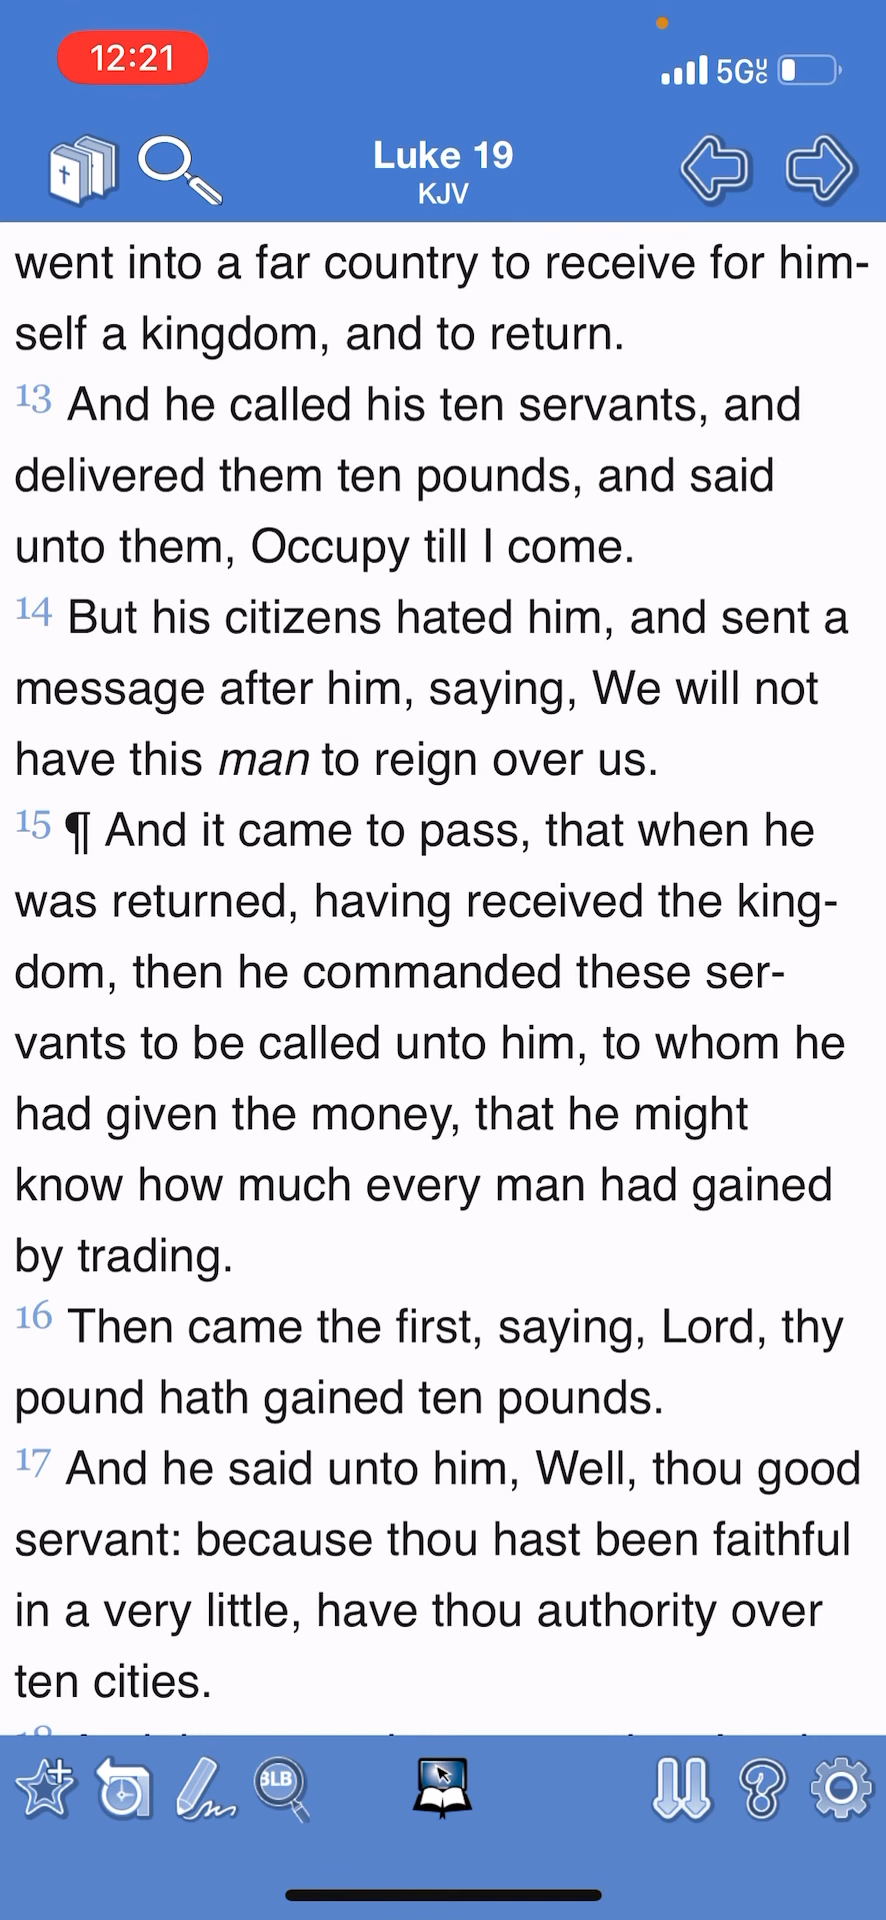 12:21
5G UC
Luke 19
KJV
went into a far country to receive for him-
self a kingdom, and to return.
13 And he called his ten servants, and
delivered them ten pounds, and said
unto them, Occupy till I come.
14 But his citizens hated him, and sent a
message after him, saying, We will not
have this man to reign over us.
15 ¶ And it came to pass, that when he
was returned, having received the king-
dom, then he commanded these ser-
vants to be called unto him, to whom he
had given the money, that he might
know how much every man had gained
by trading.
16 Then came the first, saying, Lord, thy
pound hath gained ten pounds.
17 And he said unto him, Well, thou good
servant: because thou hast been faithful
in a very little, have thou authority over
ten cities.
BLB